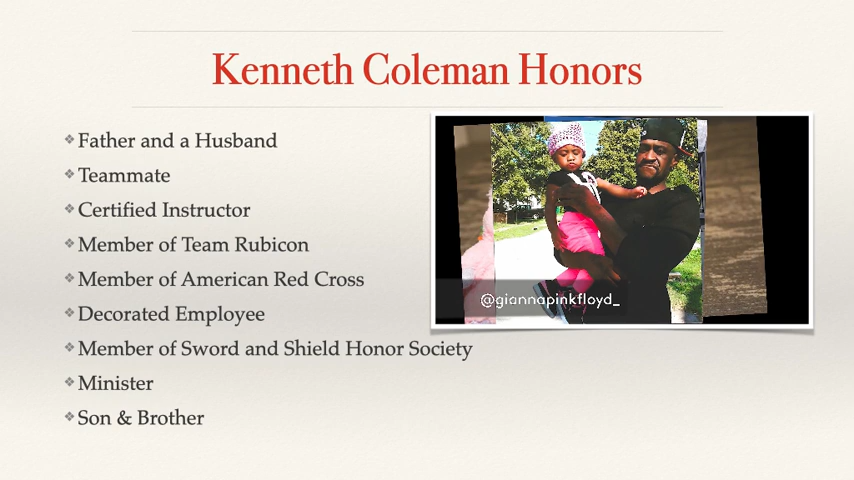 Kenneth Coleman Honors
Father and a Husband
Teammate
Certified Instructor
Member of Team Rubicon
Member of American Red Cross
Decorated Employee
Member of Sword and Shield Honor Society
Minister
Son & Brother
@giannapinkfloyd_